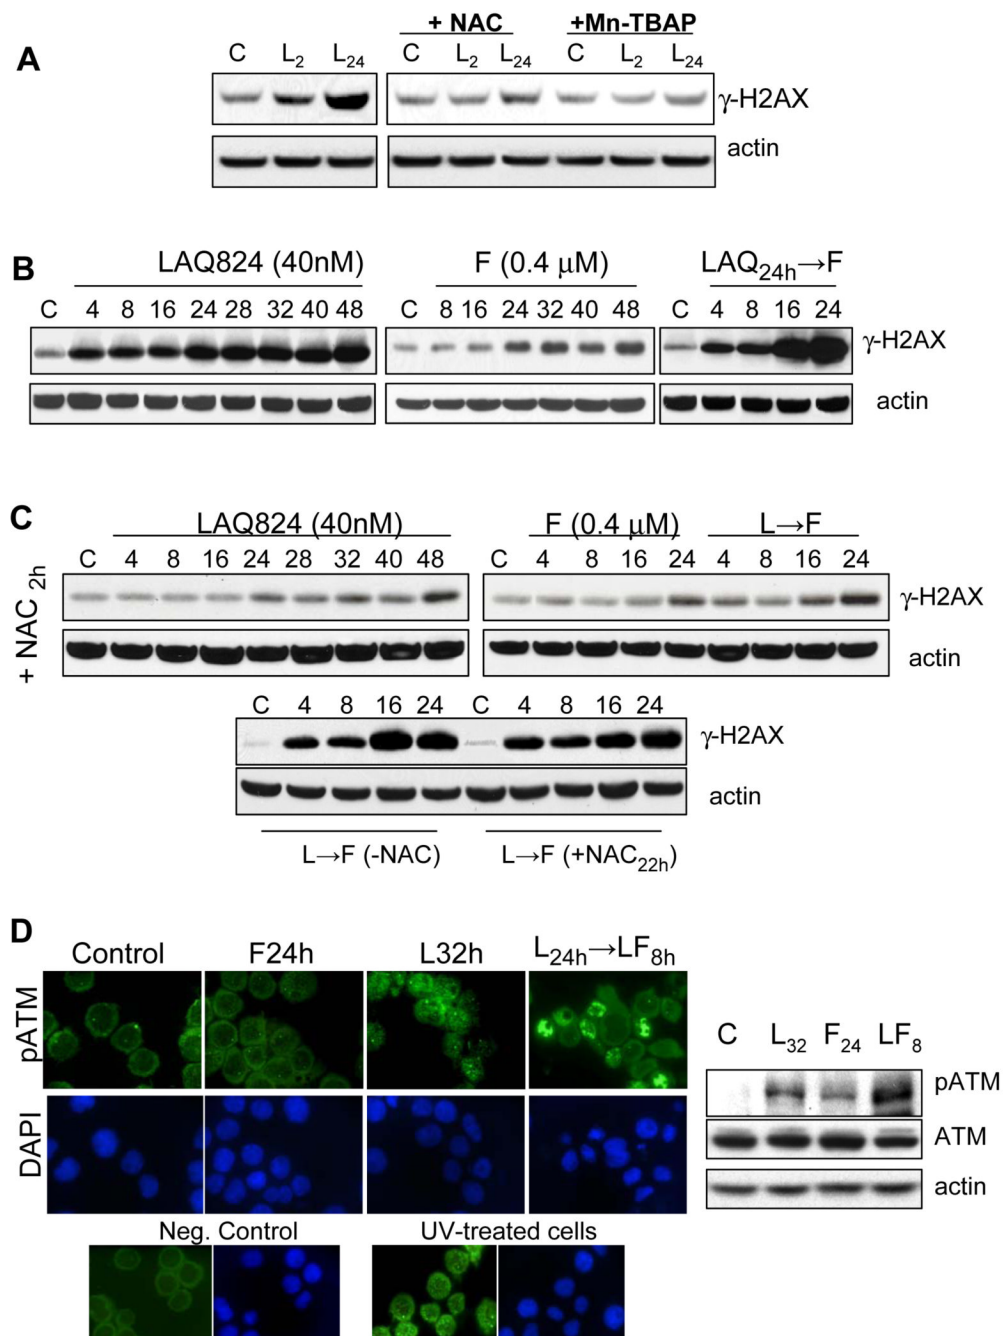 A
+ NAC +Mn-TBAP
C L₂ L₂₄ C L₂ L₂₄ C L₂ L₂₄
γ-H2AX
actin
B
LAQ824 (40nM) F (0.4 μM) LAQ₂₄ₕ→F
C 4 8 16 24 28 32 40 48 C 8 16 24 32 40 48 C 4 8 16 24
γ-H2AX
actin
C
+ NAC ₂ₕ
LAQ824 (40nM) F (0.4 μM) L→F
C 4 8 16 24 28 32 40 48 C 4 8 16 24 4 8 16 24
γ-H2AX
actin
C 4 8 16 24 C 4 8 16 24
γ-H2AX
actin
L→F (-NAC) L→F (+NAC₂₂ₕ)
D
Control F24h L32h L₂₄ₕ→LF₈ₕ
pATM
DAPI
C L₃₂ F₂₄ LF₈
pATM
ATM
actin
Neg. Control UV-treated cells